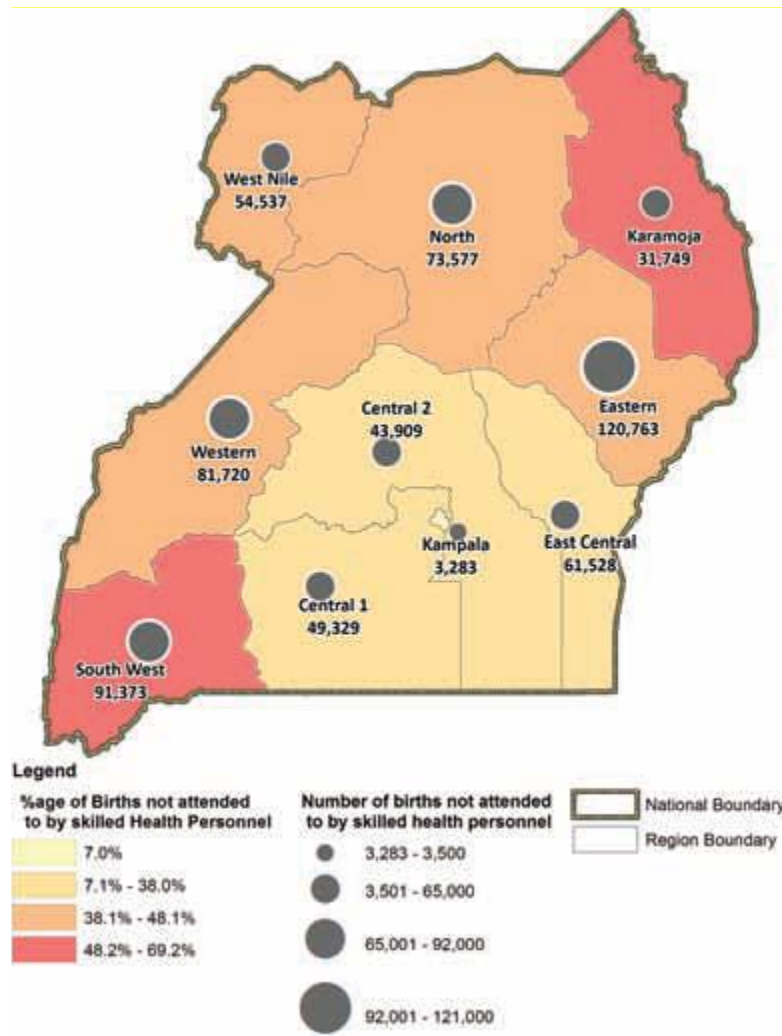 West Nile
54,537
North
73,577
Karamoja
31,749
Eastern
120,763
Central 2
43,909
Western
81,720
Kampala
3,283
East Central
61,528
Central 1
49,329
South West
91,373
Legend
%age of Births not attended
to by skilled Health Personnel
7.0%
7.1% - 38.0%
38.1% - 48.1%
48.2% - 69.2%
Number of births not attended
to by skilled health personnel
3,283 - 3,500
3,501 - 65,000
65,001 - 92,000
92,001 - 121,000
National Boundary
Region Boundary